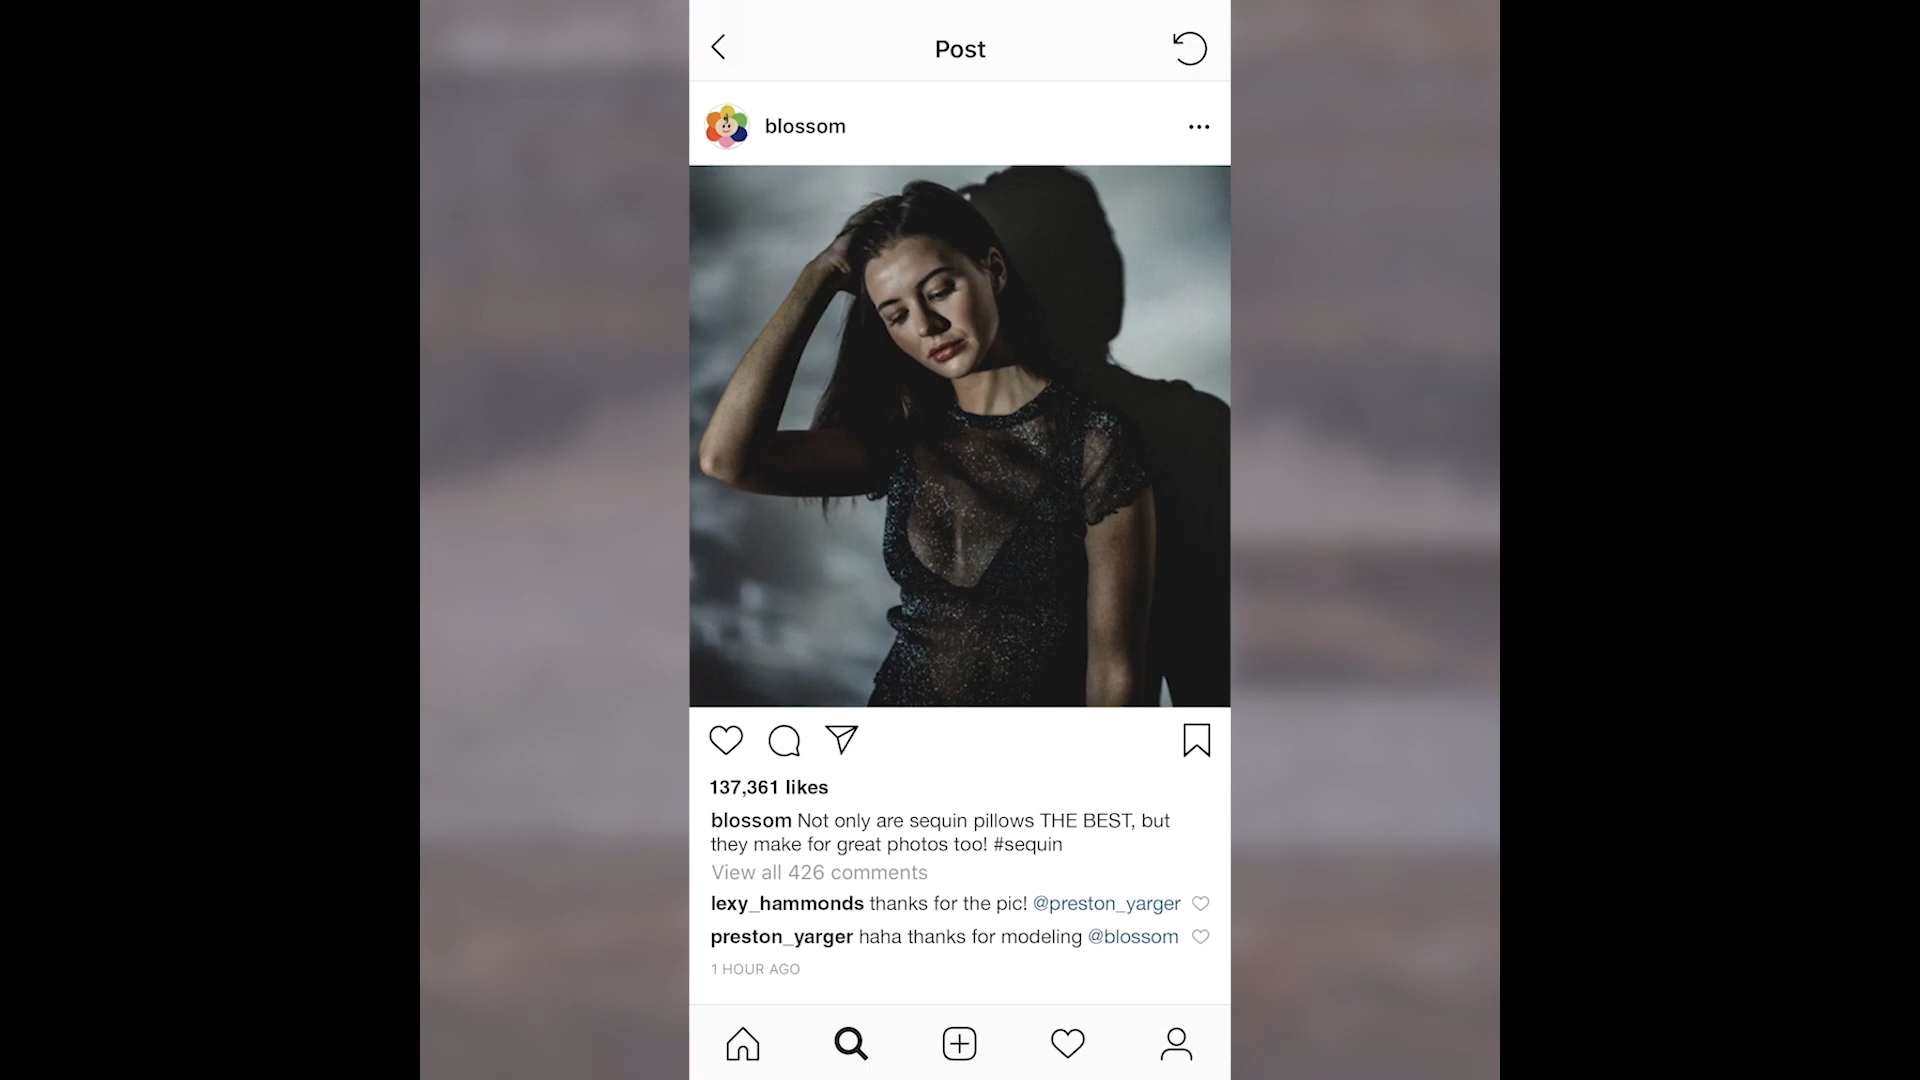 Post
blossom
137,361 likes
blossom Not only are sequin pillows THE BEST, but
they make for great photos too! #sequin
View all 426 comments
lexy_hammonds thanks for the pic! @preston_yarger
preston_yarger haha thanks for modeling @blossom
1 HOUR AGO